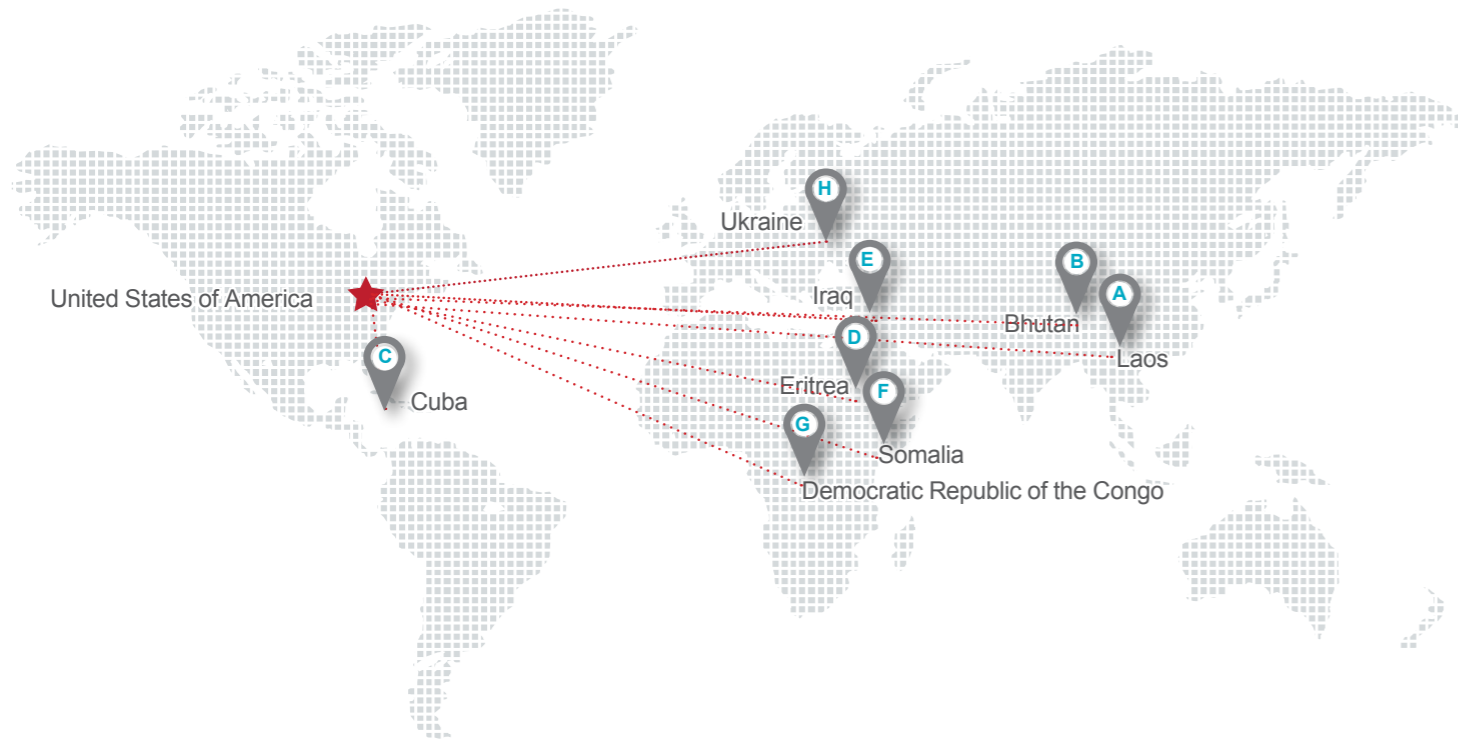 H
Ukraine
E
B
Iraq
A
United States of America
Bhutan
D
C
Laos
Eritrea
F
Cuba
G
Somalia
Democratic Republic of the Congo